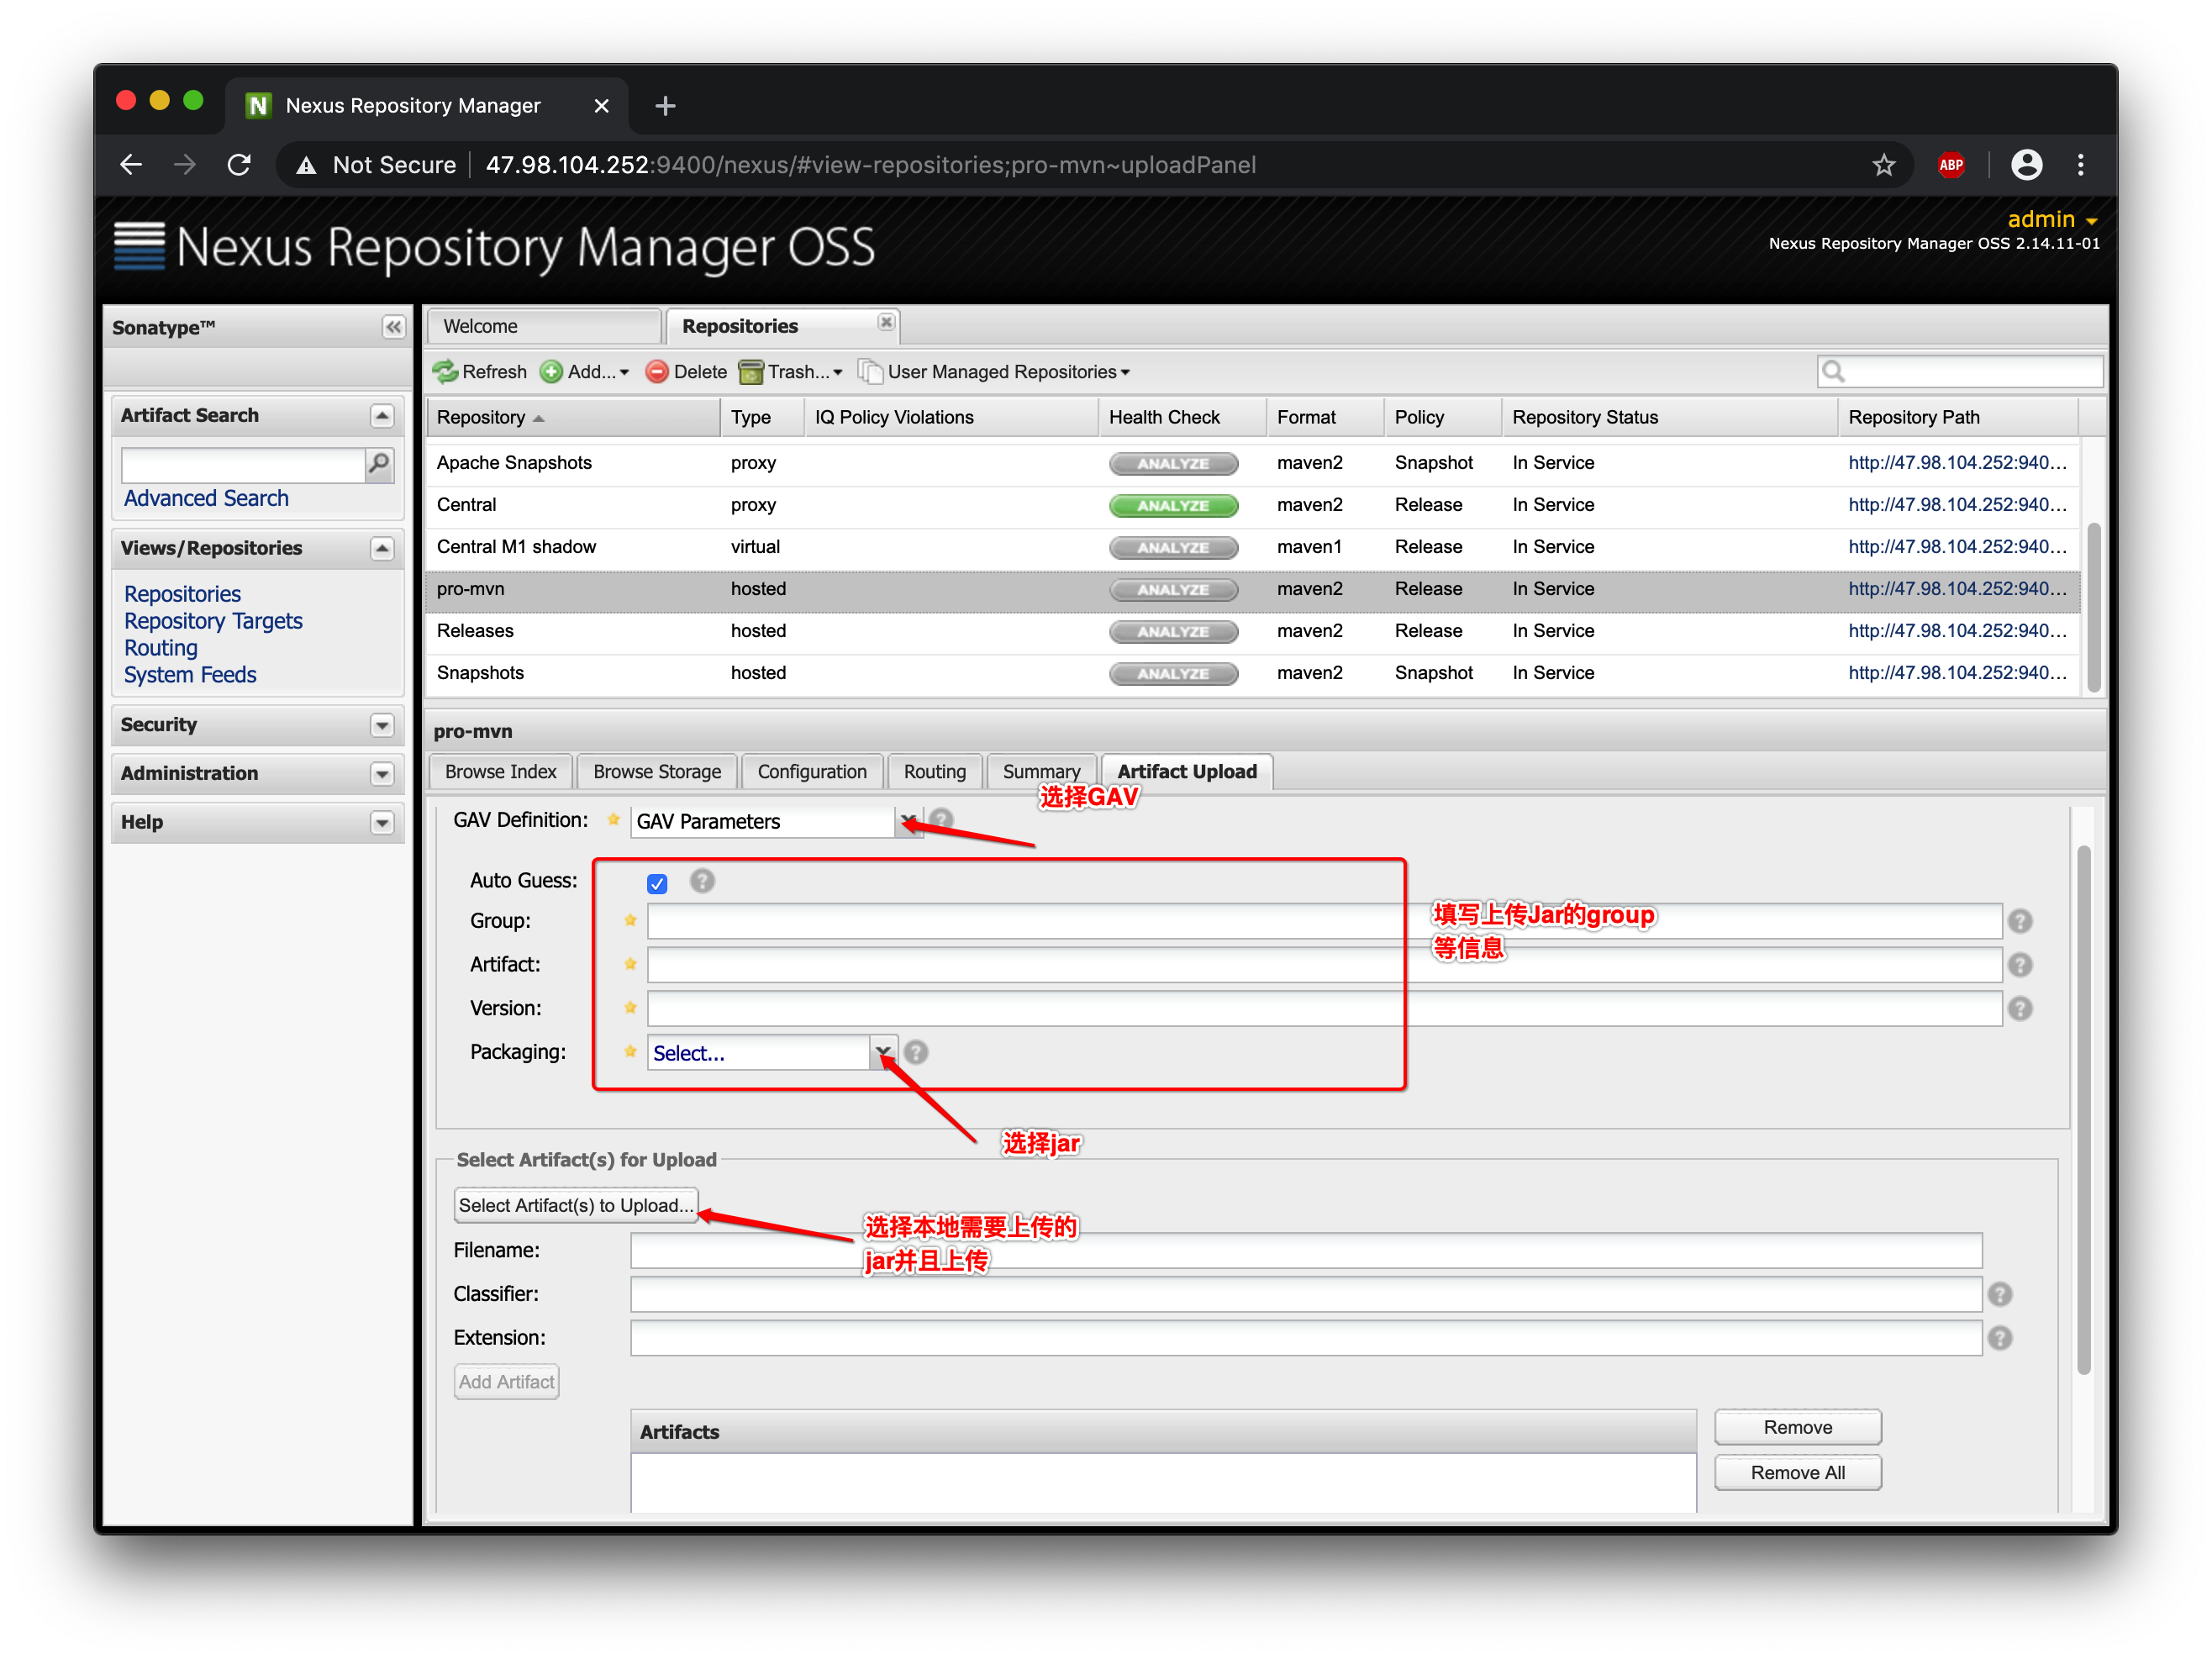 Nexus Repository Manager
Not Secure 47.98.104.252:9400/nexus/#view-repositories;pro-mvn~uploadPanel
ABP
Nexus Repository Manager OSS
admin
Nexus Repository Manager OSS 2.14.11-01
Sonatype™
Artifact Search
Advanced Search
Views/Repositories
Repositories
Repository Targets
Routing
System Feeds
Security
Administration
Help
Welcome
Repositories
Refresh Add... Delete Trash... User Managed Repositories
Repository Type IQ Policy Violations Health Check Format Policy Repository Status Repository Path
Apache Snapshots proxy ANALYZE maven2 Snapshot In Service http://47.98.104.252:940...
Central proxy ANALYZE maven2 Release In Service http://47.98.104.252:940...
Central M1 shadow virtual ANALYZE maven1 Release In Service http://47.98.104.252:940...
pro-mvn hosted ANALYZE maven2 Release In Service http://47.98.104.252:940...
Releases hosted ANALYZE maven2 Release In Service http://47.98.104.252:940...
Snapshots hosted ANALYZE maven2 Snapshot In Service http://47.98.104.252:940...
pro-mvn
Browse Index Browse Storage Configuration Routing Summary Artifact Upload
选择GAV
GAV Definition: GAV Parameters
Auto Guess:
Group:
填写上传Jar的group
等信息
Artifact:
Version:
Packaging: Select...
选择jar
Select Artifact(s) for Upload
Select Artifact(s) to Upload...
选择本地需要上传的
jar并且上传
Filename:
Classifier:
Extension:
Add Artifact
Artifacts
Remove
Remove All